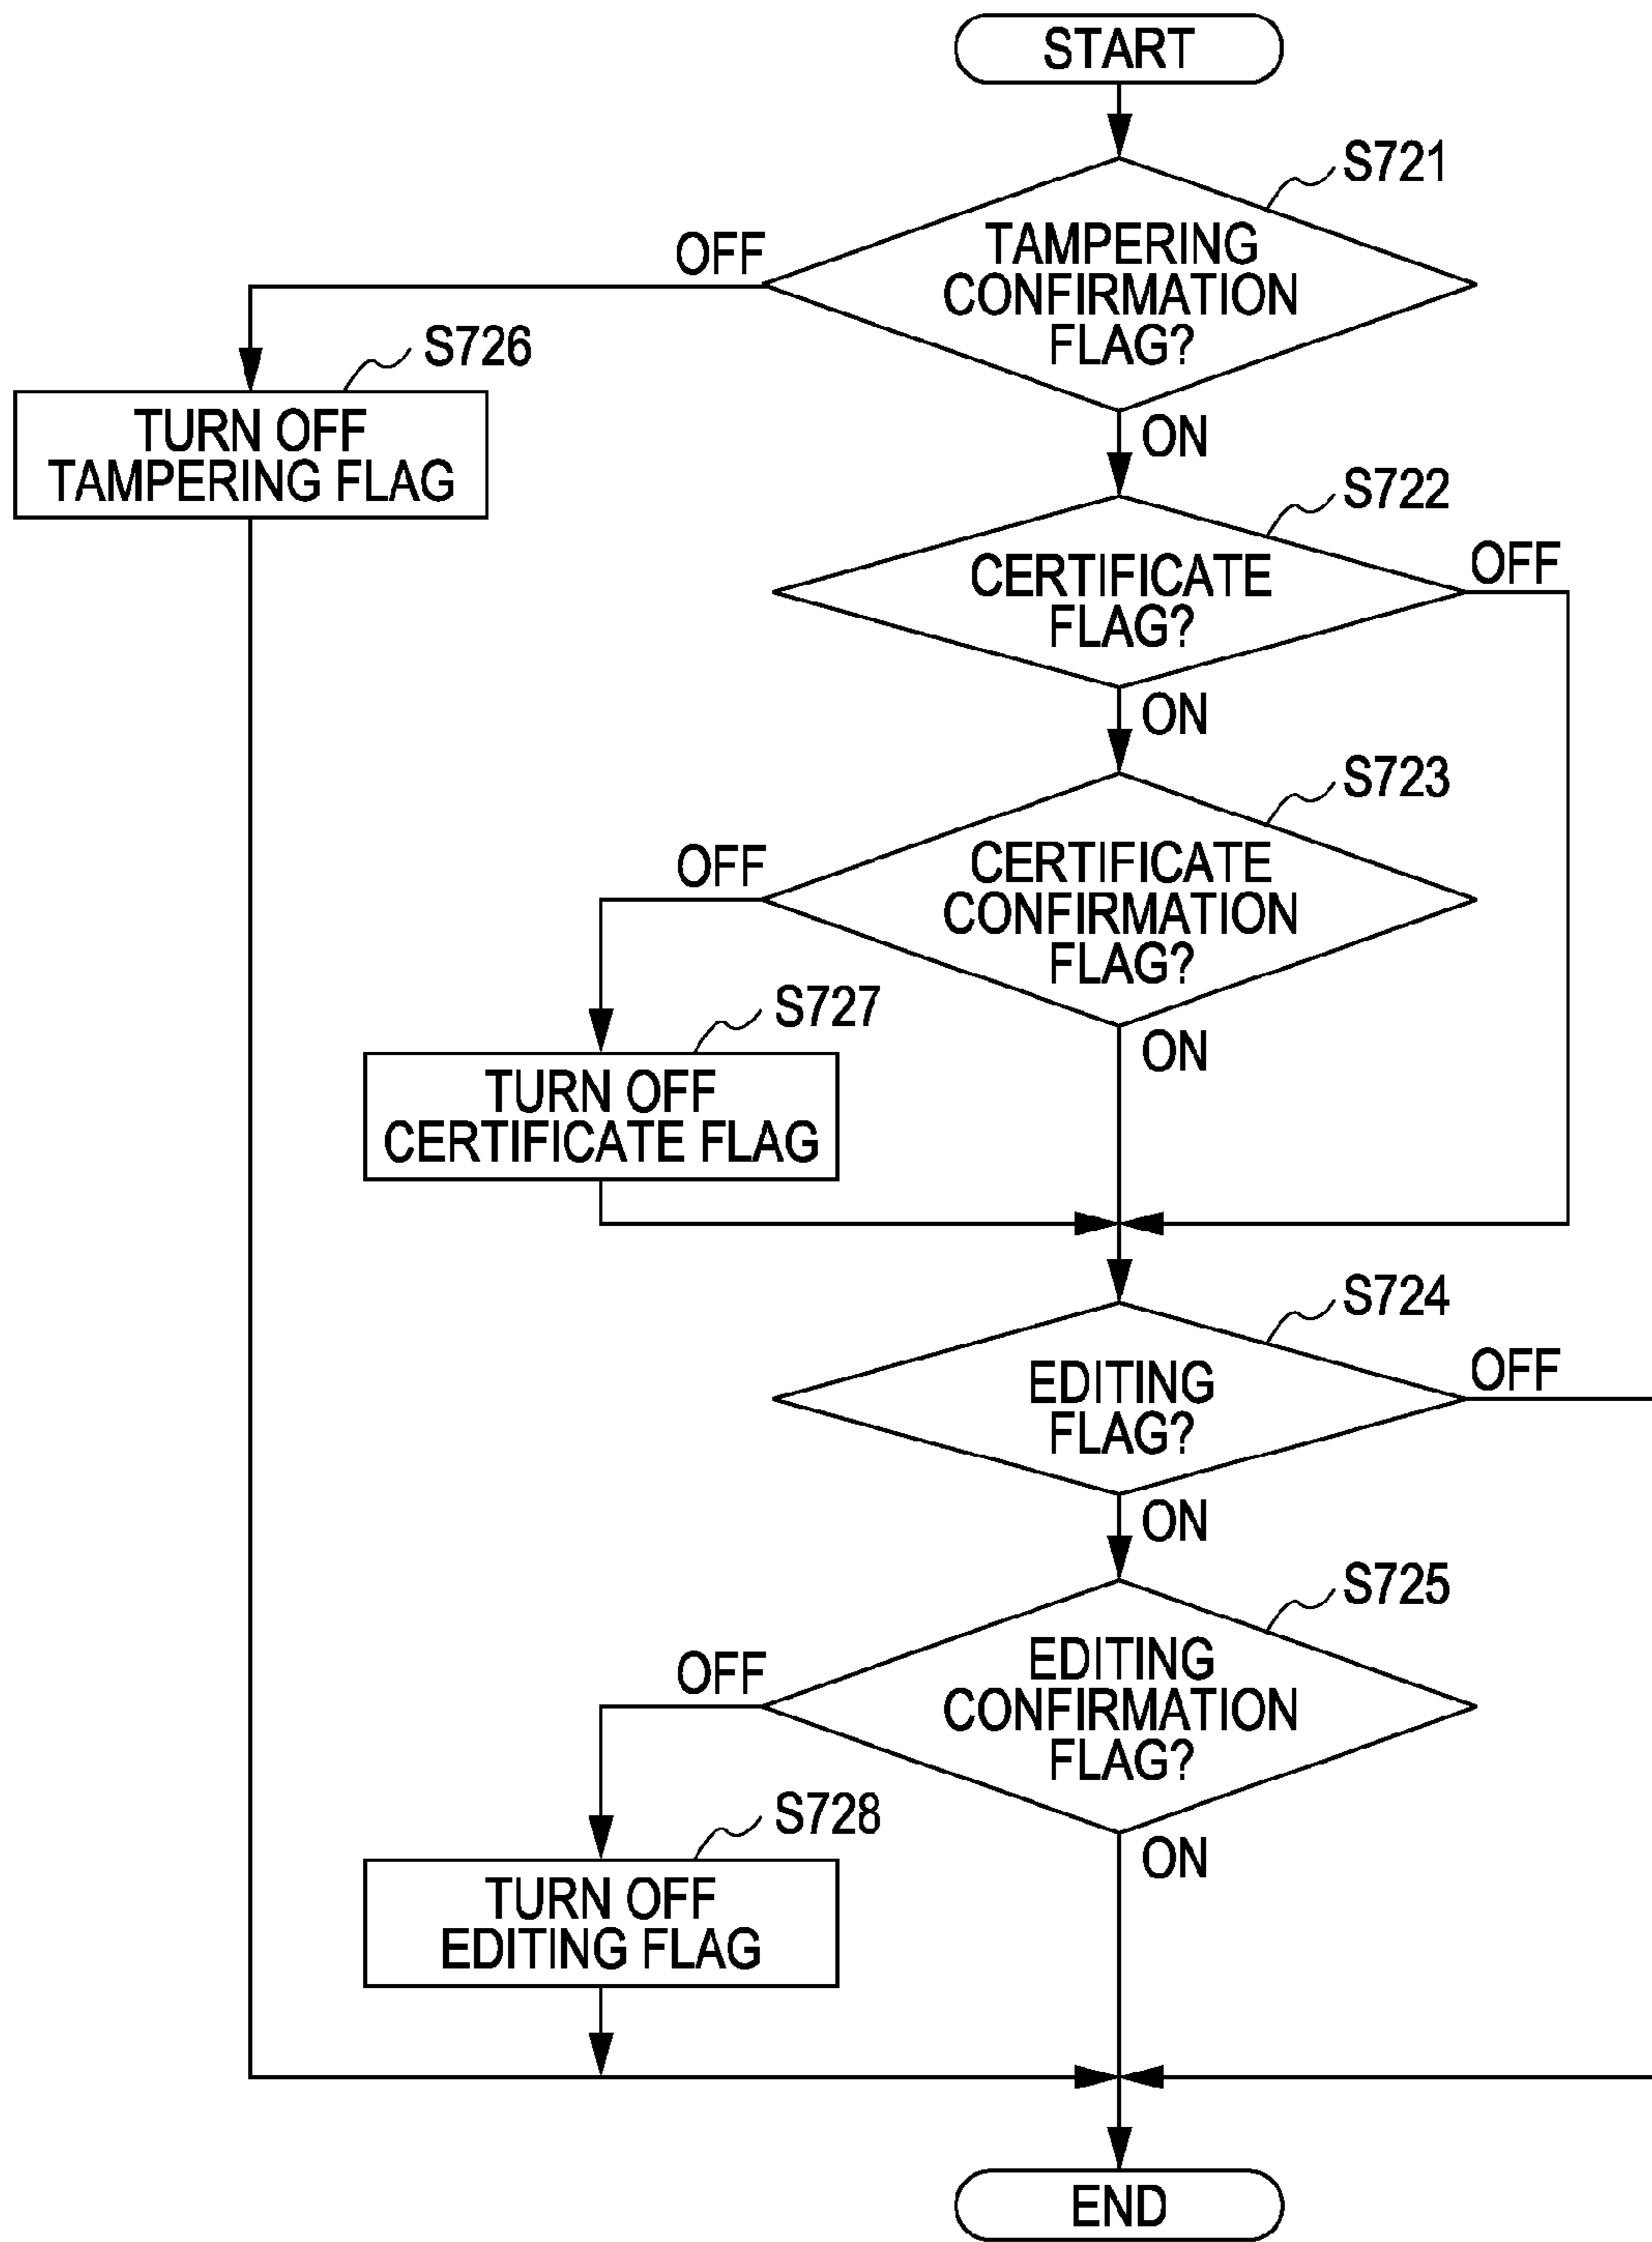 START
S721
TAMPERING
CONFIRMATION
FLAG?
OFF
S726
TURN OFF
TAMPERING FLAG
ON
S722
CERTIFICATE
FLAG?
OFF
ON
S723
CERTIFICATE
CONFIRMATION
FLAG?
OFF
S727
TURN OFF
CERTIFICATE FLAG
ON
S724
EDITING
FLAG?
OFF
ON
S725
EDITING
CONFIRMATION
FLAG?
OFF
S728
TURN OFF
EDITING FLAG
ON
END